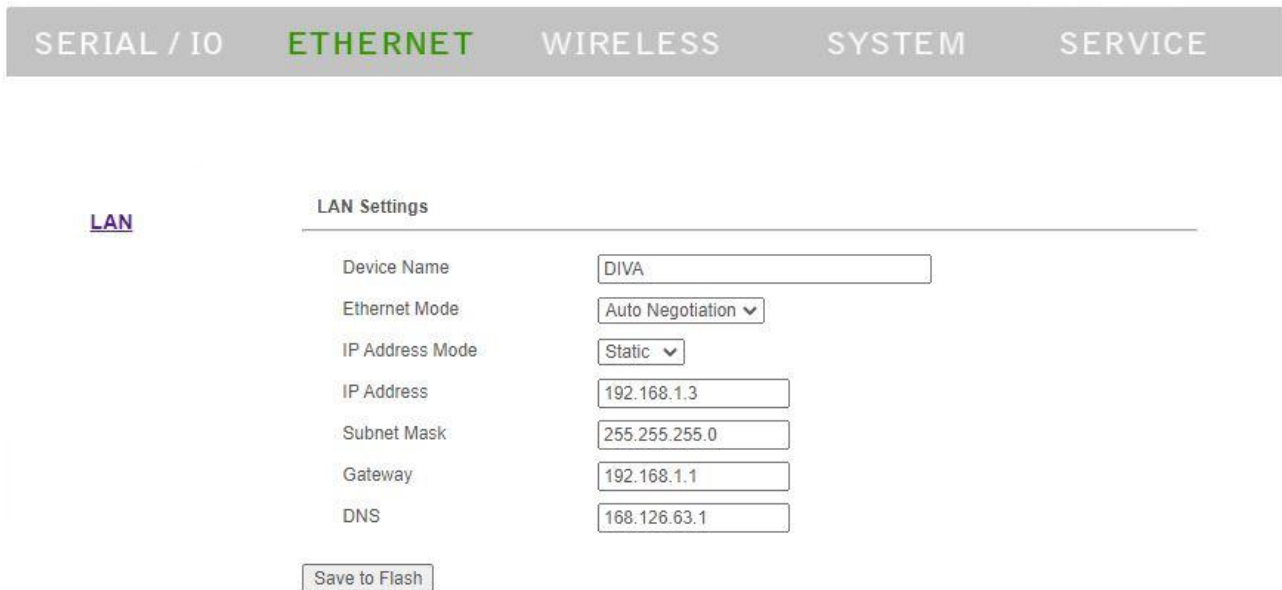 SERIAL / IO ETHERNET WIRELESS SYSTEM SERVICE
LAN
LAN Settings
Device Name DIVA
Ethernet Mode Auto Negotiation
IP Address Mode Static
IP Address 192.168.1.3
Subnet Mask 255.255.255.0
Gateway 192.168.1.1
DNS 168.126.63.1
Save to Flash